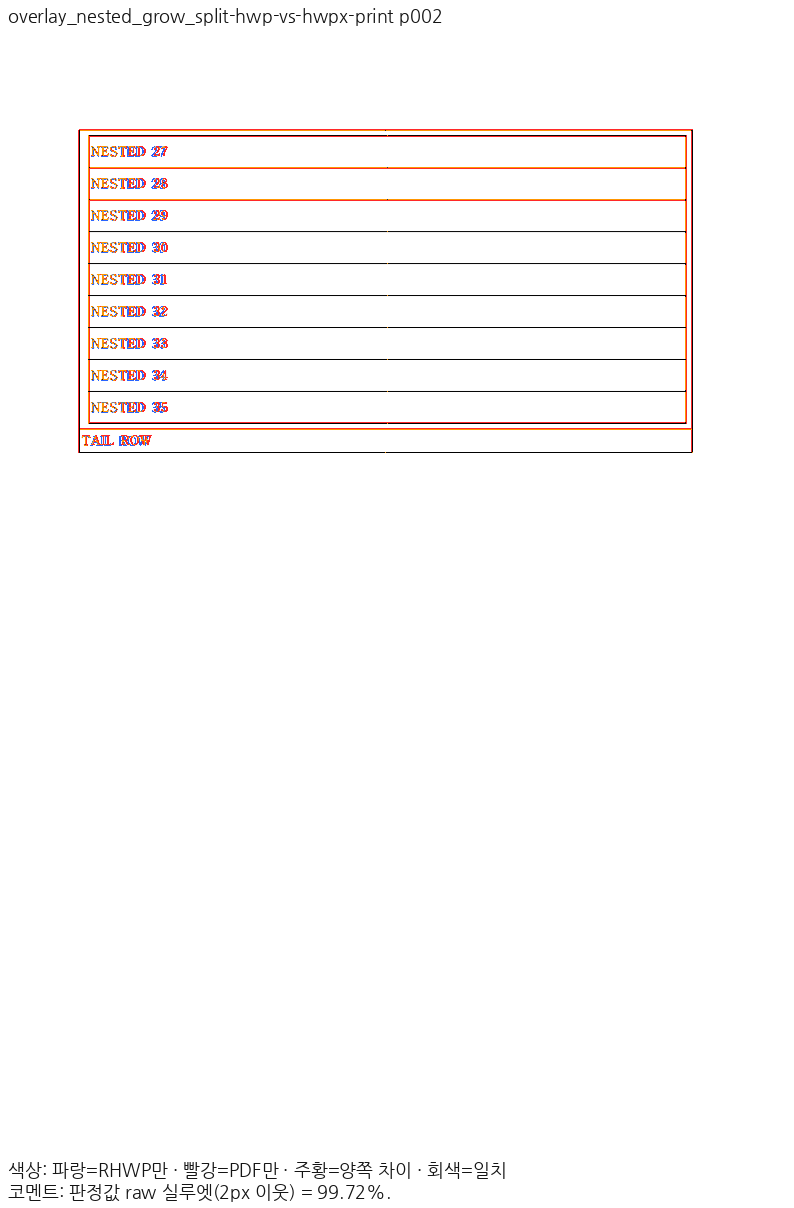 overlay_nested_grow_split-hwp-vs-hwpx-print p002
NESTED 27
NESTED 28
NESTED 29
NESTED 30
NESTED 31
NESTED 32
NESTED 33
NESTED 34
NESTED 35
TAIL ROW
색상: 파랑=RHWP만 · 빨강=PDF만 · 주황=양쪽 차이 · 회색=일치
코멘트: 판정값 raw 실루엣(2px 이웃) = 99.72%.